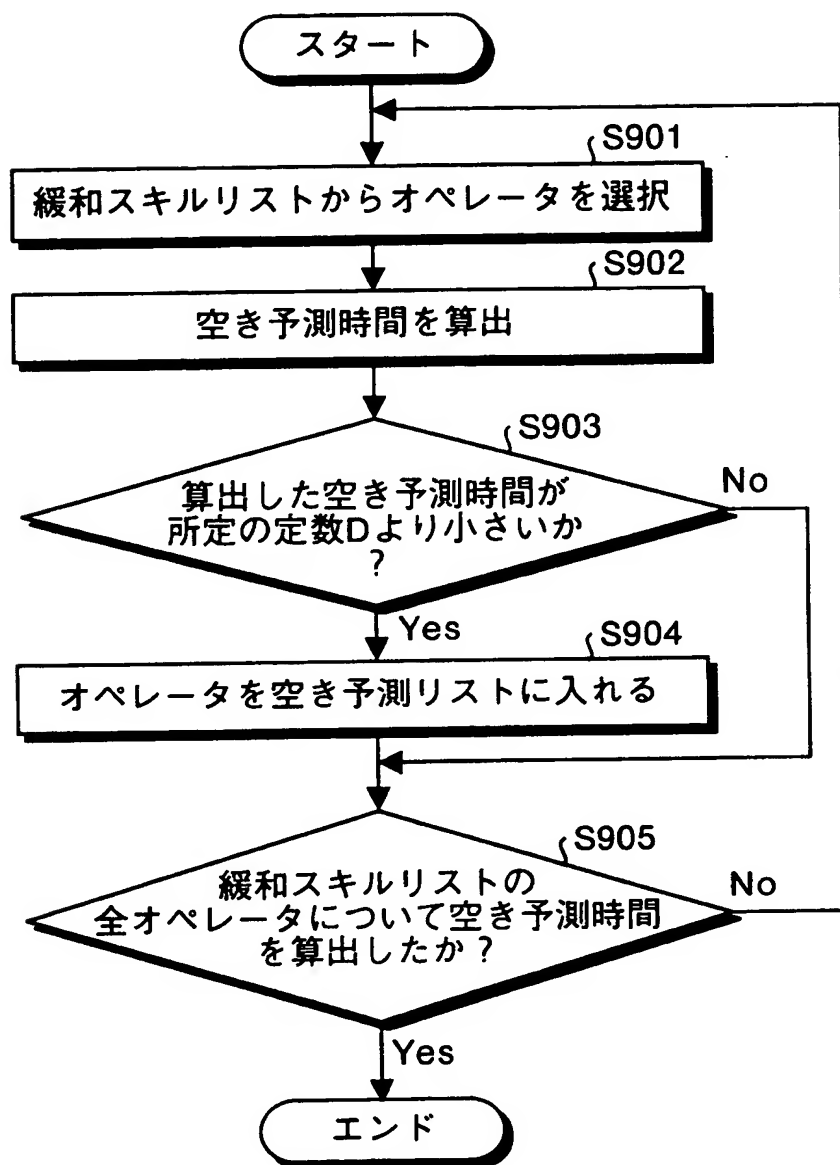 スタート
S901
緩和スキルリストからオペレータを選択
S902
空き予測時間を算出
S903
算出した空き予測時間が
所定の定数Dより小さいか
?
No
Yes
S904
オペレータを空き予測リストに入れる
S905
緩和スキルリストの
全オペレータについて空き予測時間
を算出したか?
No
Yes
エンド